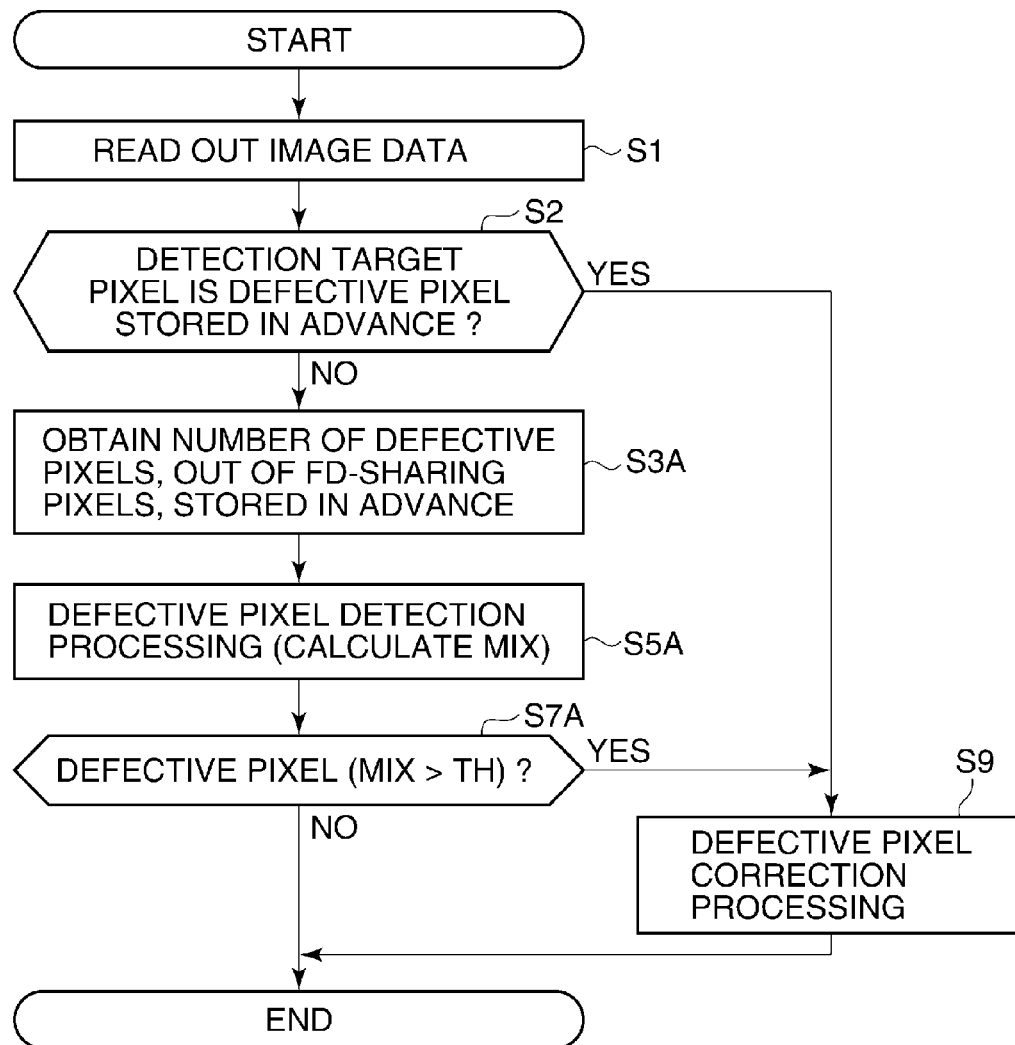 START
READ OUT IMAGE DATA
S1
S2
DETECTION TARGET
PIXEL IS DEFECTIVE PIXEL
STORED IN ADVANCE ?
YES
NO
OBTAIN NUMBER OF DEFECTIVE
PIXELS, OUT OF FD-SHARING
PIXELS, STORED IN ADVANCE
S3A
DEFECTIVE PIXEL DETECTION
PROCESSING (CALCULATE MIX)
S5A
S7A
DEFECTIVE PIXEL (MIX > TH) ?
YES
NO
S9
DEFECTIVE PIXEL
CORRECTION
PROCESSING
END